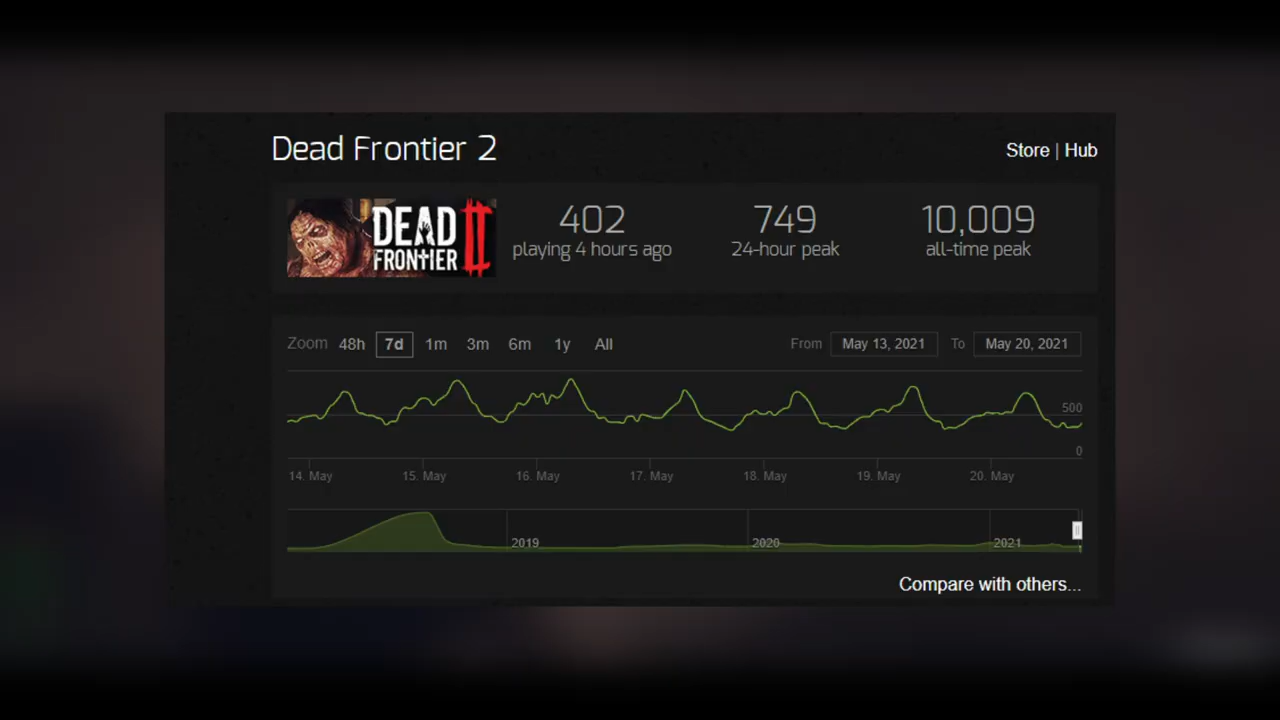 Dead Frontier 2
Store | Hub
DEAD FRONTIER II
402
playing 4 hours ago
749
24-hour peak
10,009
all-time peak
Zoom 48h 7d 1m 3m 6m 1y All
From May 13, 2021 To May 20, 2021
500
0
14. May 15. May 16. May 17. May 18. May 19. May 20. May
2019 2020 2021
Compare with others...